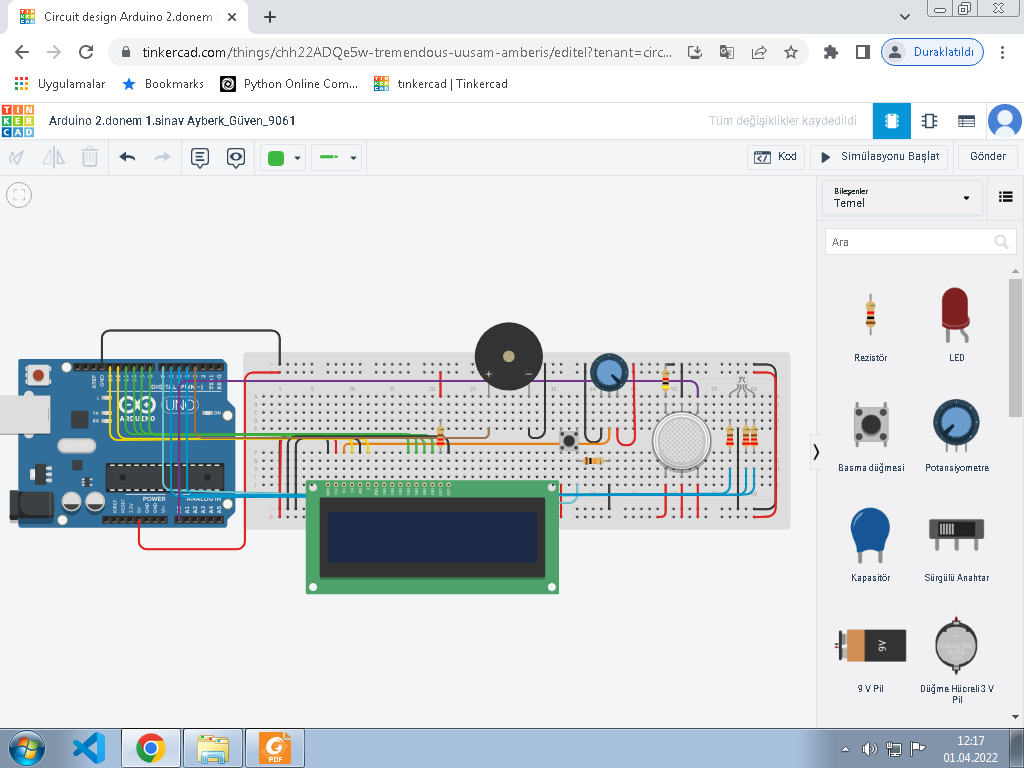 Circuit design Arduino 2.donem
tinkercad.com/things/chh22ADQe5w-tremendous-uusam-amberis/editel?tenant=circ...
Duraklatıldı
Uygulamalar
Bookmarks
Python Online Com...
tınkercad | Tinkercad
TIN
KER
CAD
Arduino 2.donem 1.sinav Ayberk_Güven_9061
Tüm değişiklikler kaydedildi
Kod
Simülasyonu Başlat
Gönder
Bileşenler
Temel
Ara
Rezistör
LED
Basma düğmesi
Potansiyometre
Kapasitör
Sürgülü Anahtar
9V
9 V Pil
Düğme Hücreli 3 V
Pil
UNO
ARDUINO
POWER
ANALOG IN
PDF
12:17
01.04.2022